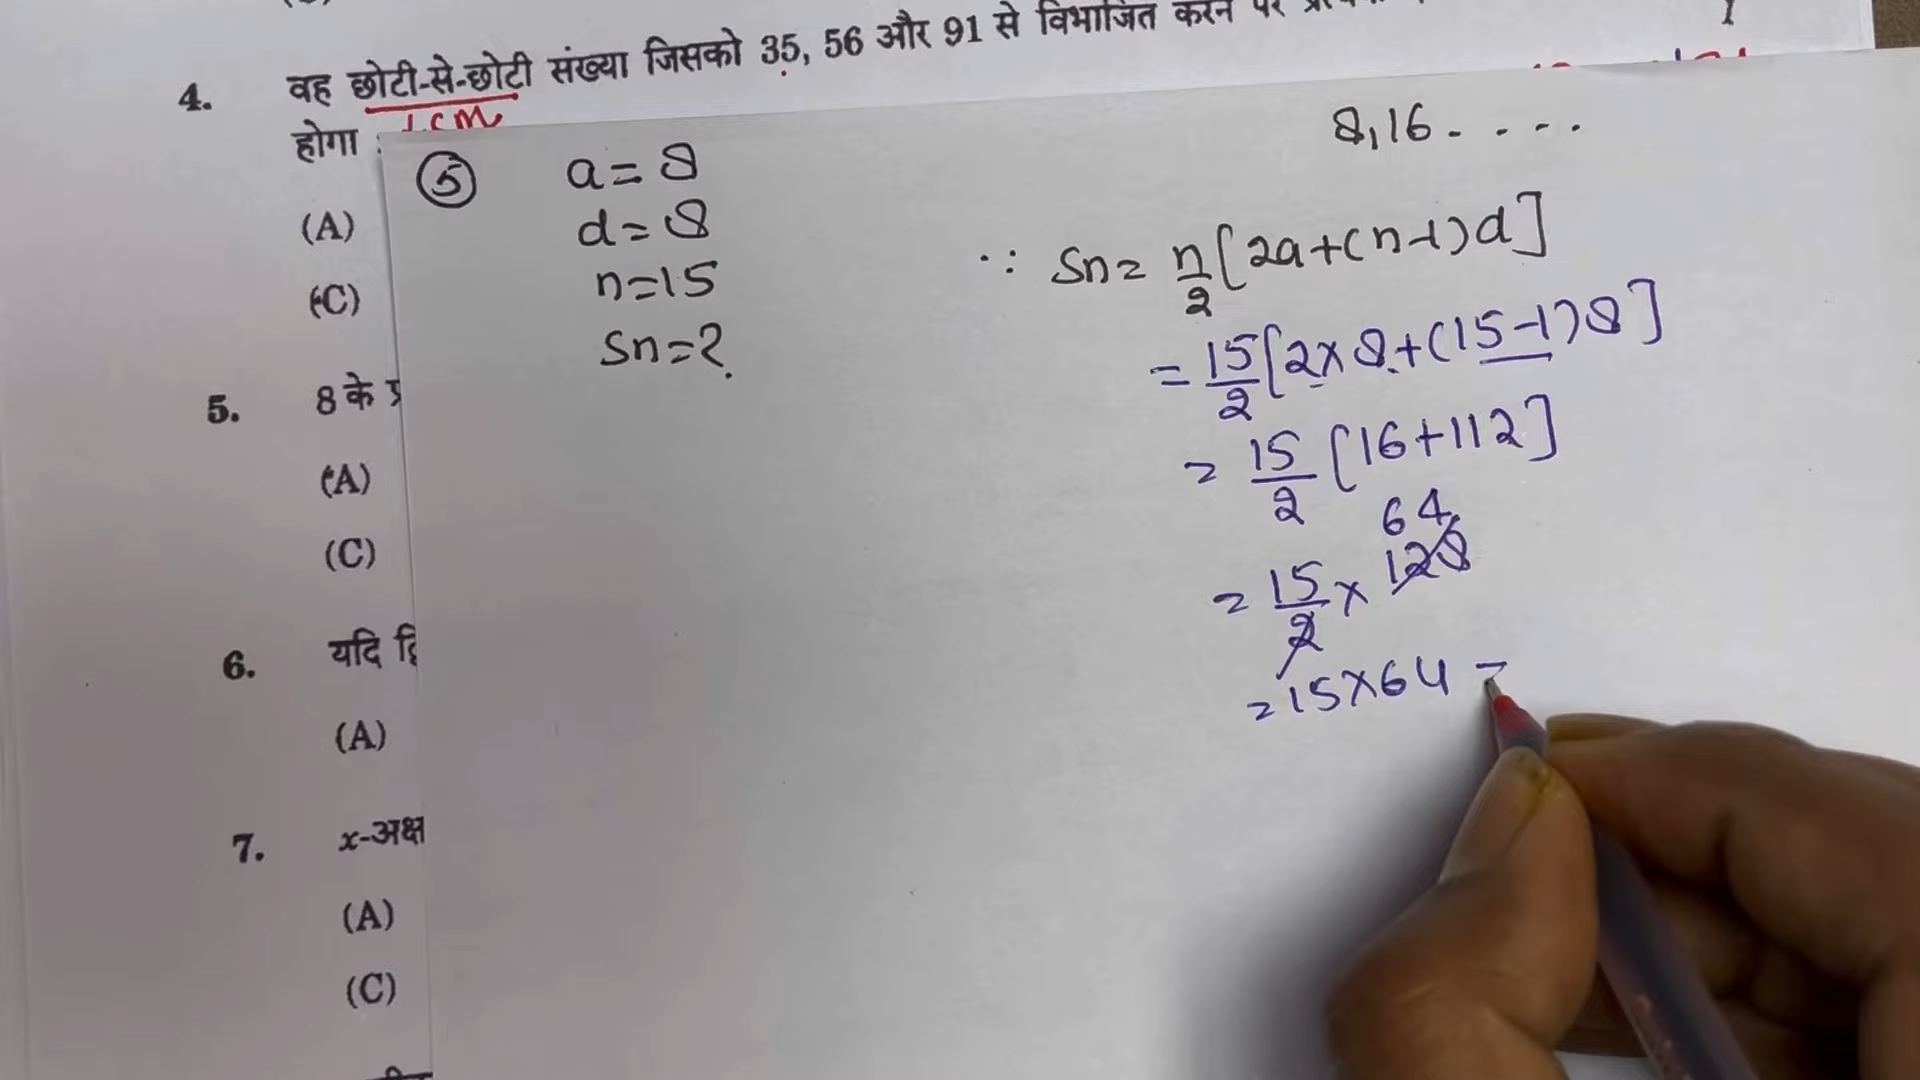 4. वह छोटी-से-छोटी संख्या जिसको 35, 56 और 91 से विभाजित करने पर
होगा :
LCM
(A)
(C)
5. 8 के
(A)
(C)
6. यदि
(A)
7. x-अक्ष
(A)
(C)
5
a = 8
d = 8
n = 15
Sn = ?
8, 16 - - - -
∵ Sn = n/2 [2a + (n-1)d]
= 15/2 [2 × 8 + (15-1)8]
= 15/2 [16 + 112]
64
= 15/2 × 128
= 15 × 64 =